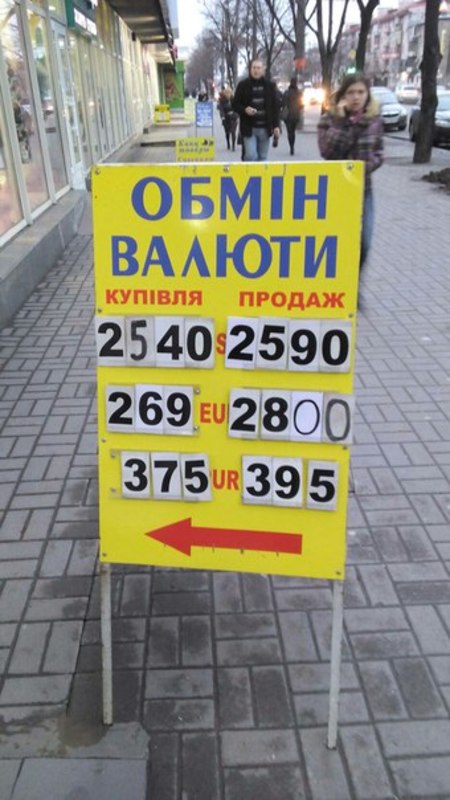 ОБМІН
ВАЛЮТИ
КУПІВЛЯ ПРОДАЖ
2540 $ 2590
269 EU 2800
375 UR 395